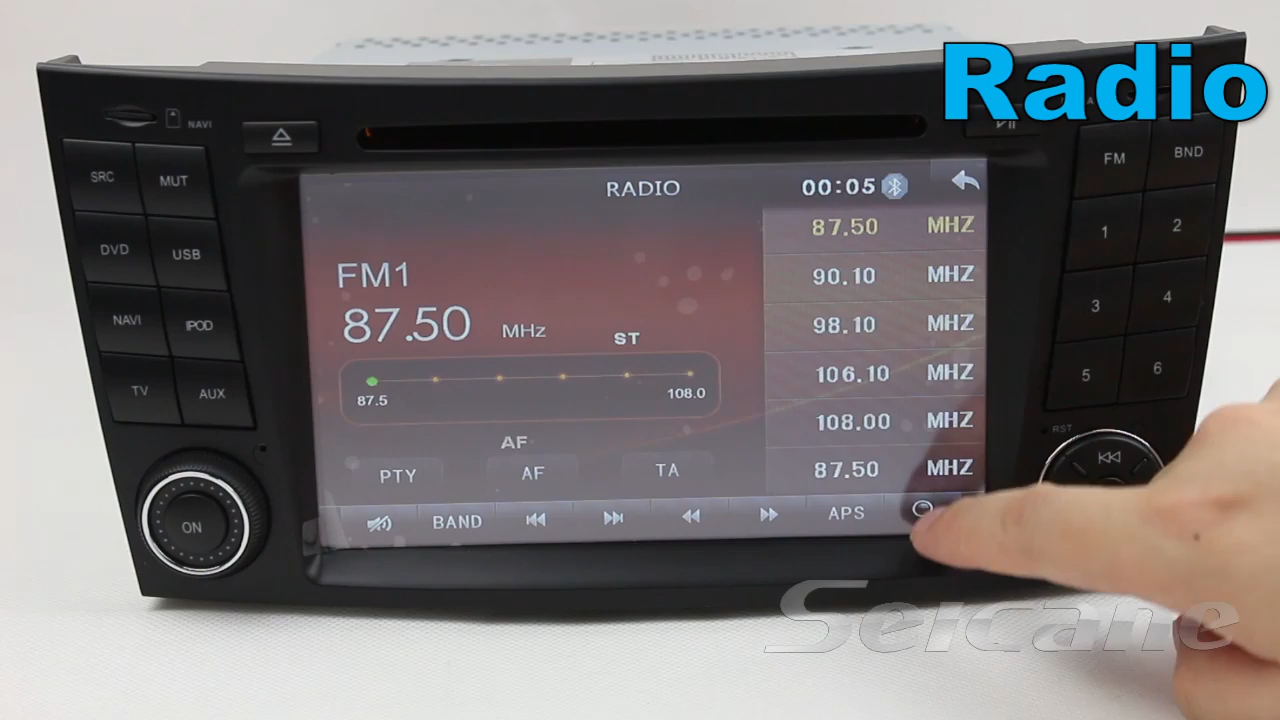 Radio
NAVI
SRC
MUT
FM
BND
RADIO
00:05
DVD
USB
1
2
87.50 MHZ
FM1
90.10 MHZ
NAVI
IPOD
87.50 MHz
ST
98.10 MHZ
3
4
87.5
108.0
106.10 MHZ
TV
AUX
5
6
AF
108.00 MHZ
RST
PTY
AF
TA
87.50 MHZ
ON
BAND
APS
Seicane